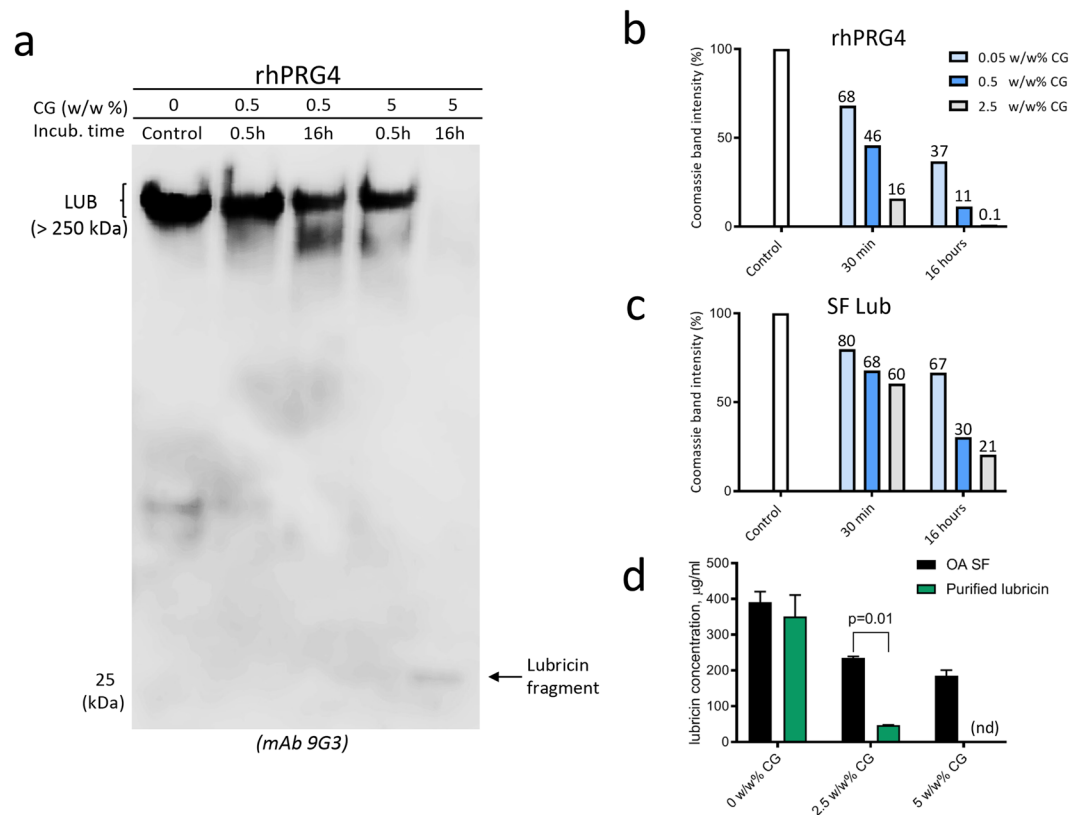 a
rhPRG4
CG (w/w %) 0 0.5 0.5 5 5
Incub. time Control 0.5h 16h 0.5h 16h
LUB
(> 250 kDa)
25
(kDa)
Lubricin
fragment
(mAb 9G3)
b
rhPRG4
Coomassie band intensity (%)
100
50
0
0.05 w/w% CG
0.5 w/w% CG
2.5 w/w% CG
68
46
16
37
11
0.1
Control
30 min
16 hours
c
SF Lub
Coomassie band intensity (%)
100
50
0
80
68
60
67
30
21
Control
30 min
16 hours
d
lubricin concentration, µg/ml
500
400
300
200
100
0
OA SF
Purified lubricin
p=0.01
(nd)
0 w/w% CG
2.5 w/w% CG
5 w/w% CG